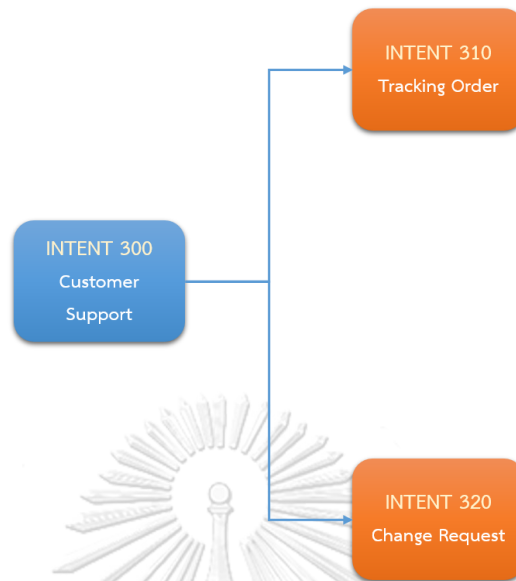 INTENT 310
Tracking Order
INTENT 300
Customer
Support
INTENT 320
Change Request